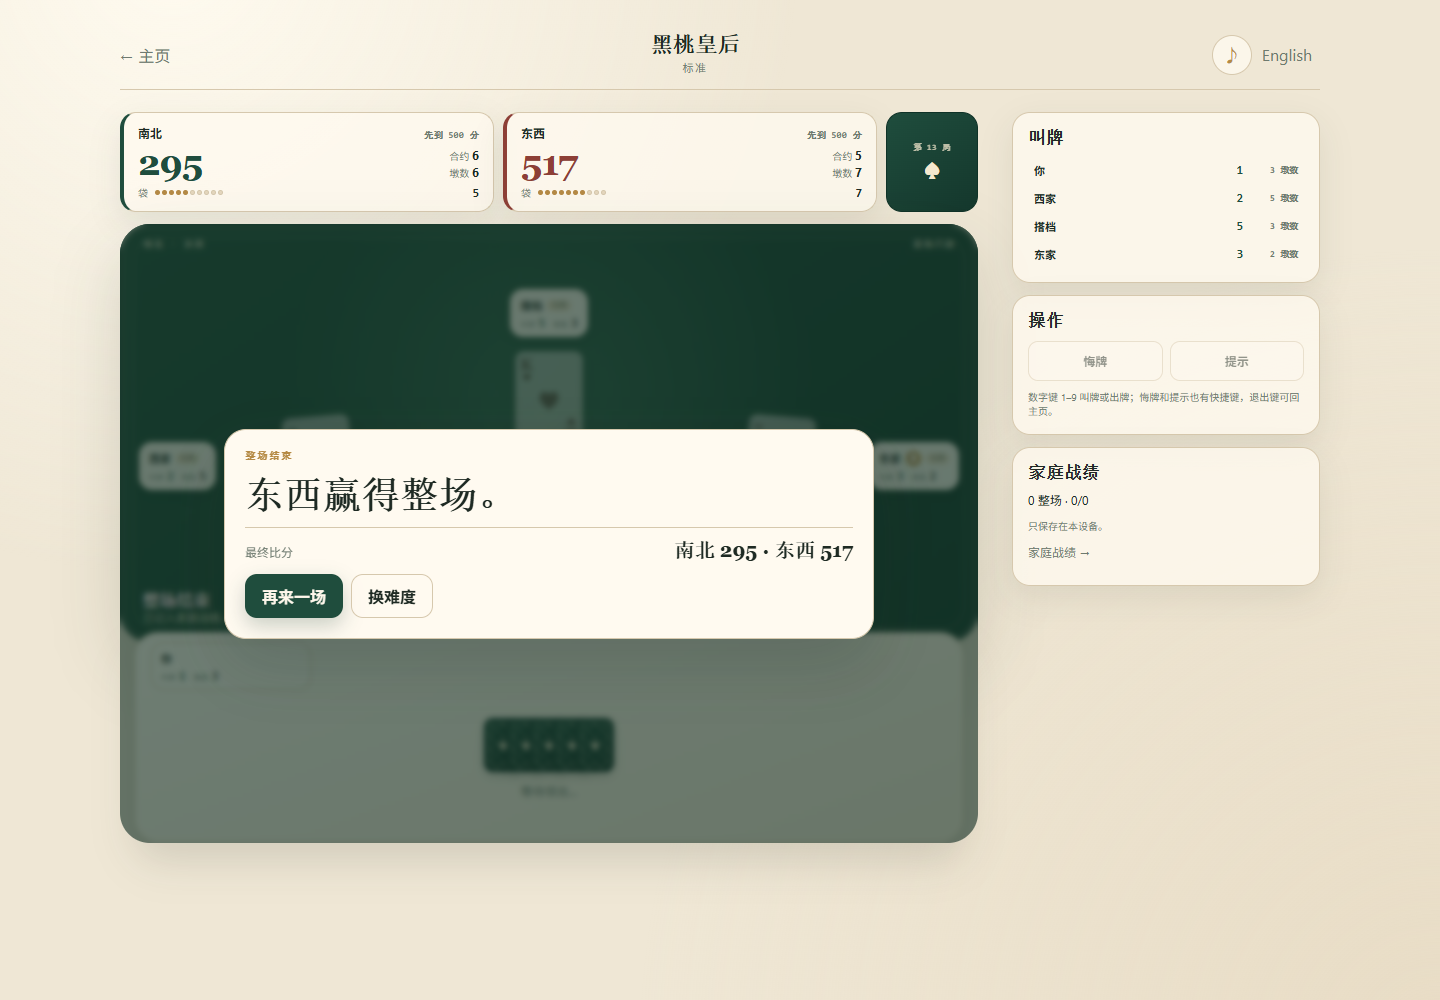 ← 主页
黑桃皇后
标准
♪ English
南北
先到 500 分
295
合约 6
墩数 6
袋 5
东西
先到 500 分
517
合约 5
墩数 7
袋 7
第 13 局
整场结束
东西赢得整场。
最终比分
南北 295 · 东西 517
再来一场
换难度
叫牌
你 1 3 墩数
西家 2 5 墩数
搭档 5 3 墩数
东家 3 2 墩数
操作
悔牌
提示
数字键 1–9 叫牌或出牌；悔牌和提示也有快捷键，退出键可回
主页。
家庭战绩
0 整场 · 0/0
只保存在本设备。
家庭战绩 →